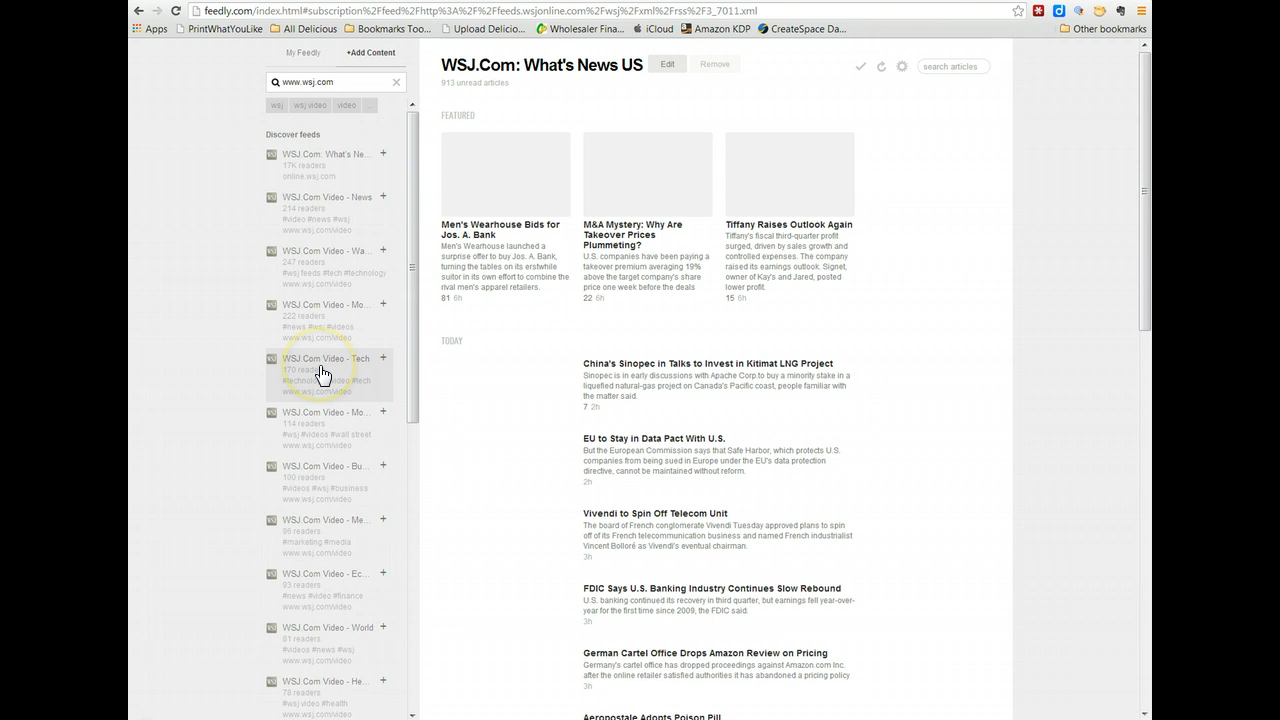 feedly.com/index.html#subscription%2Ffeed%2Fhttp%3A%2F%2Ffeeds.wsjonline.com%2Fwsj%2Fxml%2Frss%2F3_7011.xml
Apps PrintWhatYouLike All Delicious Bookmarks Too... Upload Delicio... Wholesaler Fina... iCloud Amazon KDP CreateSpace Da... Other bookmarks
My Feedly +Add Content
www.wsj.com
wsj wsj video video ...
Discover feeds
WSJ.Com: What's Ne... +
17K readers
online.wsj.com
WSJ.Com Video - News +
214 readers
#video #news #wsj
www.wsj.com/video
WSJ.Com Video - Wa... +
247 readers
#wsj feeds #tech #technology
www.wsj.com/video
WSJ.Com Video - Mo... +
222 readers
#news #wsj #videos
www.wsj.com/video
WSJ.Com Video - Tech +
170 readers
#technology #video #tech
www.wsj.com/video
WSJ.Com Video - Mo... +
114 readers
#wsj #videos #wall street
www.wsj.com/video
WSJ.Com Video - Bu... +
100 readers
#videos #wsj #business
www.wsj.com/video
WSJ.Com Video - Me... +
96 readers
#marketing #media
www.wsj.com/video
WSJ.Com Video - Ec... +
93 readers
#news #video #finance
www.wsj.com/video
WSJ.Com Video - World +
81 readers
#videos #news #wsj
www.wsj.com/video
WSJ.Com Video - He... +
78 readers
#wsj video #health
www.wsj.com/video
WSJ.Com: What's News US Edit Remove
search articles
913 unread articles
FEATURED
Men's Wearhouse Bids for
Jos. A. Bank
Men's Wearhouse launched a
surprise offer to buy Jos. A. Bank,
turning the tables on its erstwhile
suitor in its own effort to combine the
rival men's apparel retailers.
81 6h
M&A Mystery: Why Are
Takeover Prices
Plummeting?
U.S. companies have been paying a
takeover premium averaging 19%
above the target company's share
price one week before the deals
22 6h
Tiffany Raises Outlook Again
Tiffany's fiscal third-quarter profit
surged, driven by sales growth and
controlled expenses. The company
raised its earnings outlook. Signet,
owner of Kay's and Jared, posted
lower profit.
15 6h
TODAY
China's Sinopec in Talks to Invest in Kitimat LNG Project
Sinopec is in early discussions with Apache Corp.to buy a minority stake in a
liquefied natural-gas project on Canada's Pacific coast, people familiar with
the matter said.
7 2h
EU to Stay in Data Pact With U.S.
But the European Commission says that Safe Harbor, which protects U.S.
companies from being sued in Europe under the EU's data protection
directive, cannot be maintained without reform.
2h
Vivendi to Spin Off Telecom Unit
The board of French conglomerate Vivendi Tuesday approved plans to spin
off of its French telecommunication business and named French industrialist
Vincent Bolloré as Vivendi's eventual chairman.
3h
FDIC Says U.S. Banking Industry Continues Slow Rebound
U.S. banking continued its recovery in third quarter, but earnings fell year-over-
year for the first time since 2009, the FDIC said.
3h
German Cartel Office Drops Amazon Review on Pricing
Germany's cartel office has dropped proceedings against Amazon.com Inc.
after the online retailer satisfied authorities it has abandoned a pricing policy
3h
Aeropostale Adopts Poison Pill